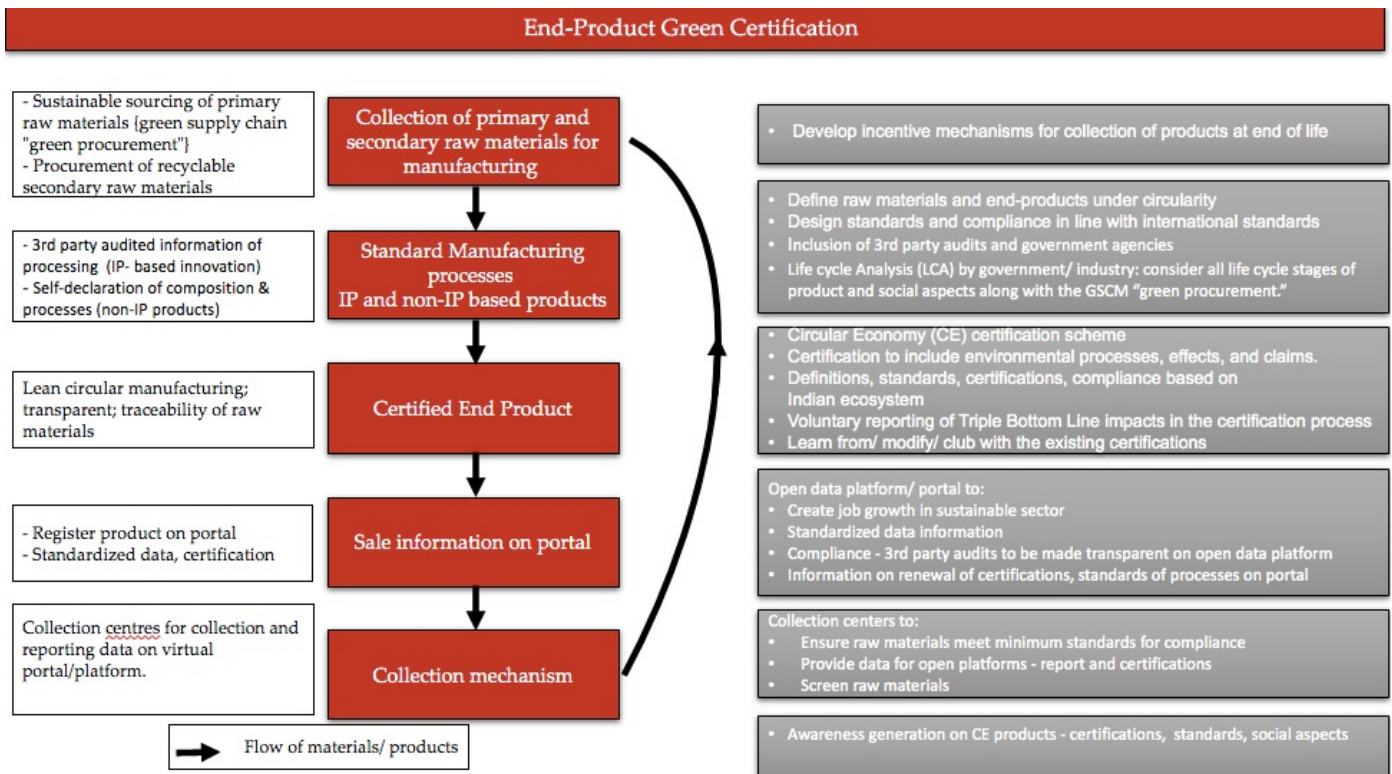 End-Product Green Certification
- Sustainable sourcing of primary
raw materials {green supply chain
"green procurement"}
- Procurement of recyclable
secondary raw materials
Collection of primary and
secondary raw materials for
manufacturing
• Develop incentive mechanisms for collection of products at end of life
- 3rd party audited information of
processing (IP- based innovation)
- Self-declaration of composition &
processes (non-IP products)
Standard Manufacturing
processes
IP and non-IP based products
• Define raw materials and end-products under circularity
• Design standards and compliance in line with international standards
• Inclusion of 3rd party audits and government agencies
• Life cycle Analysis (LCA) by government/ industry: consider all life cycle stages of
product and social aspects along with the GSCM “green procurement.”
Lean circular manufacturing;
transparent; traceability of raw
materials
Certified End Product
• Circular Economy (CE) certification scheme
• Certification to include environmental processes, effects, and claims.
• Definitions, standards, certifications, compliance based on
Indian ecosystem
• Voluntary reporting of Triple Bottom Line impacts in the certification process
• Learn from/ modify/ club with the existing certifications
- Register product on portal
- Standardized data, certification
Sale information on portal
Open data platform/ portal to:
• Create job growth in sustainable sector
• Standardized data information
• Compliance - 3rd party audits to be made transparent on open data platform
• Information on renewal of certifications, standards of processes on portal
Collection centres for collection and
reporting data on virtual
portal/platform.
Collection mechanism
Collection centers to:
• Ensure raw materials meet minimum standards for compliance
• Provide data for open platforms - report and certifications
• Screen raw materials
Flow of materials/ products
• Awareness generation on CE products - certifications, standards, social aspects